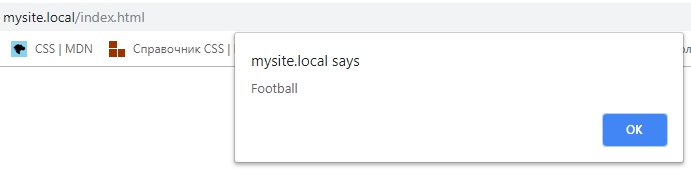 mysite.local/index.html
CSS | MDN Справочник CSS |
mysite.local says
Football
OK